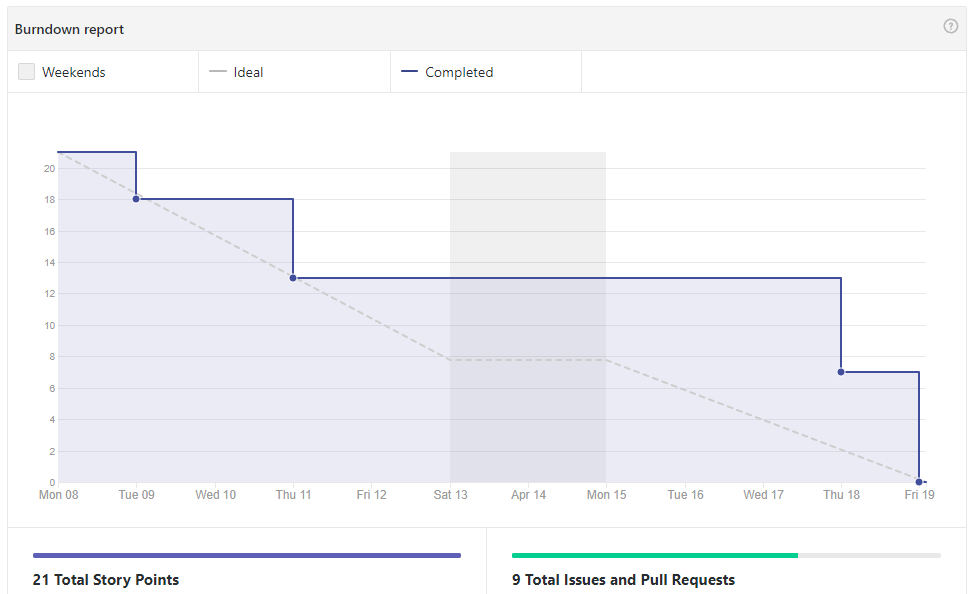 Burndown report
?
Weekends
Ideal
Completed
20
18
16
14
12
10
8
6
4
2
0
Mon 08 Tue 09 Wed 10 Thu 11 Fri 12 Sat 13 Apr 14 Mon 15 Tue 16 Wed 17 Thu 18 Fri 19
21 Total Story Points
9 Total Issues and Pull Requests